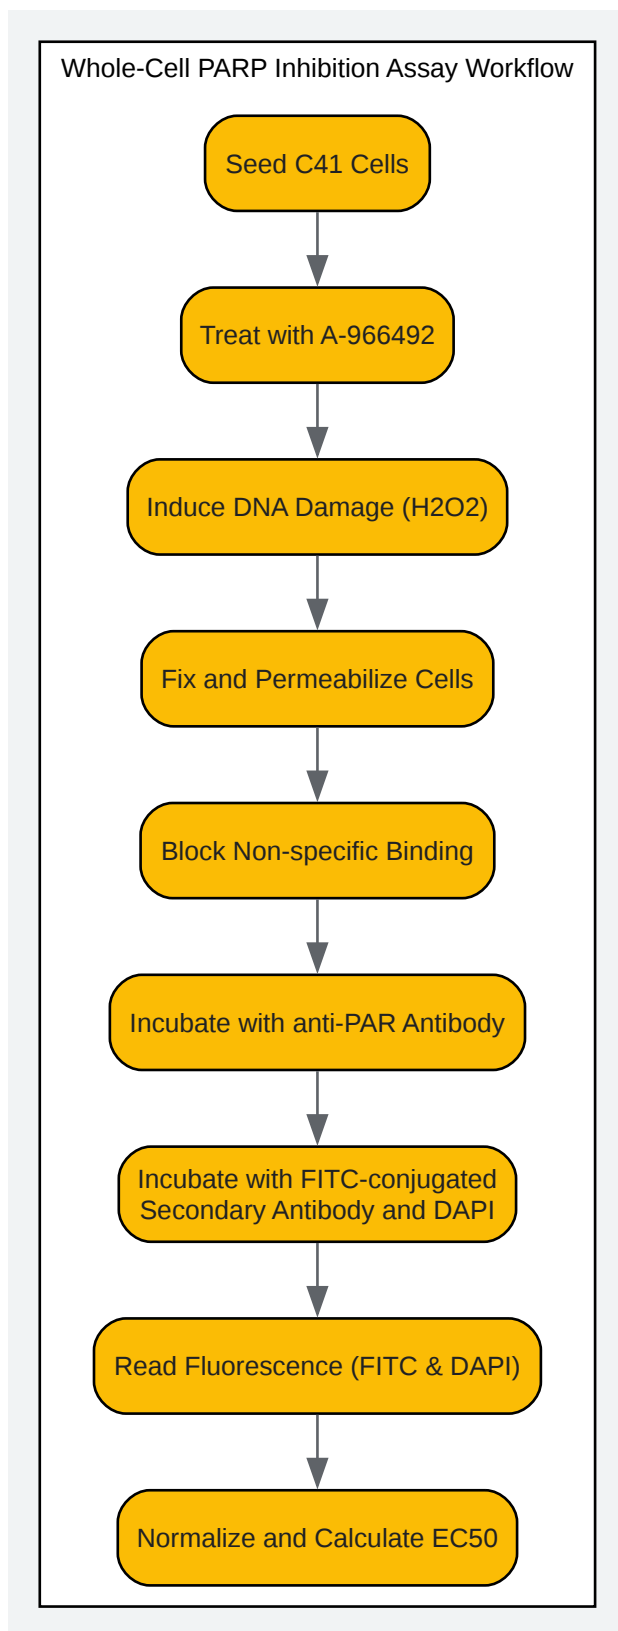 Whole-Cell PARP Inhibition Assay Workflow
Seed C41 Cells
Treat with A-966492
Induce DNA Damage (H2O2)
Fix and Permeabilize Cells
Block Non-specific Binding
Incubate with anti-PAR Antibody
Incubate with FITC-conjugated
Secondary Antibody and DAPI
Read Fluorescence (FITC & DAPI)
Normalize and Calculate EC50